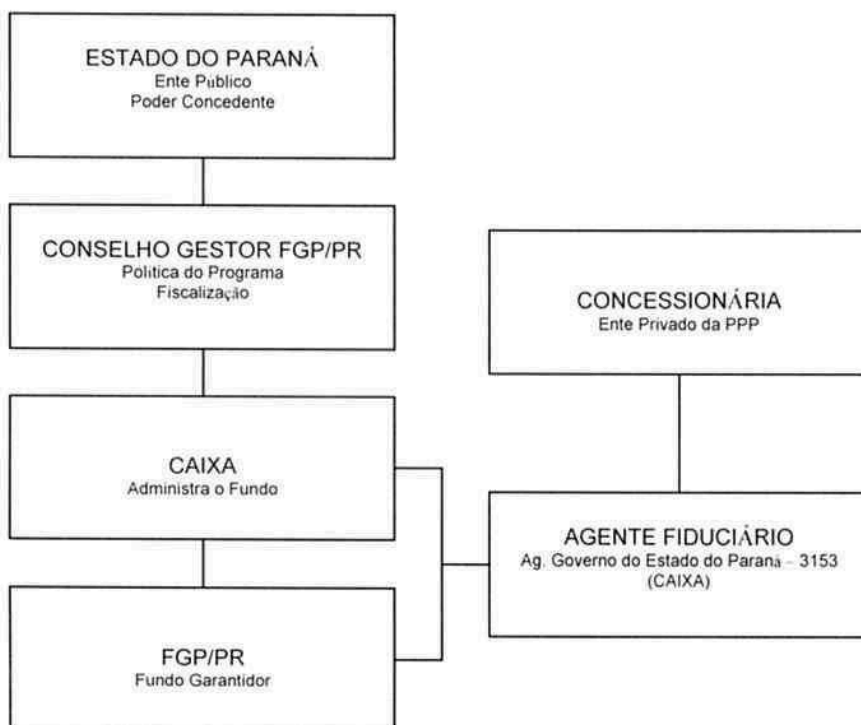 ESTADO DO PARANÁ
Ente Público
Poder Concedente
CONSELHO GESTOR FGP/PR
Política do Programa
Fiscalização
CONCESSIONÁRIA
Ente Privado da PPP
CAIXA
Administra o Fundo
AGENTE FIDUCIÁRIO
Ag. Governo do Estado do Paraná – 3153
(CAIXA)
FGP/PR
Fundo Garantidor